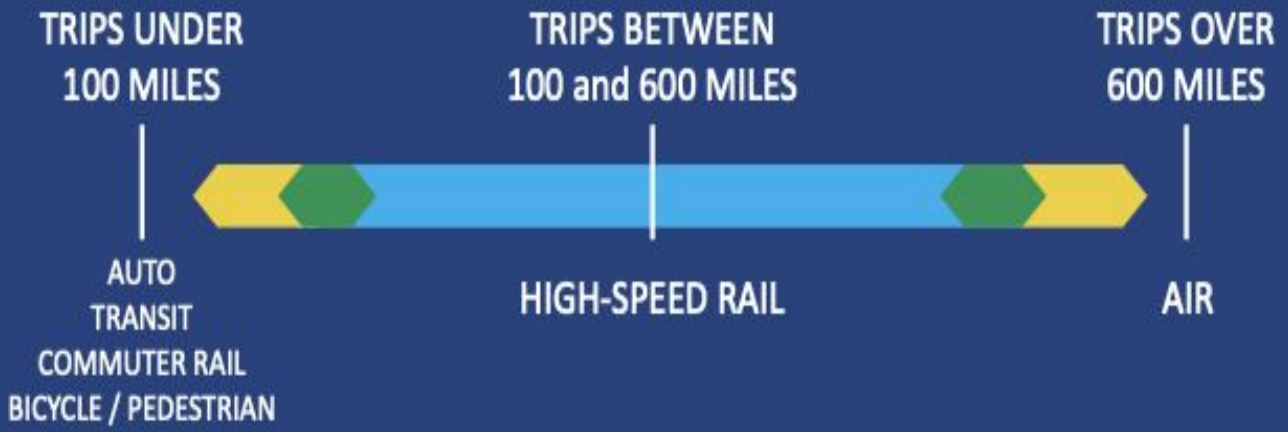 TRIPS UNDER
100 MILES
TRIPS BETWEEN
100 and 600 MILES
TRIPS OVER
600 MILES
AUTO
TRANSIT
COMMUTER RAIL
BICYCLE / PEDESTRIAN
HIGH-SPEED RAIL
AIR